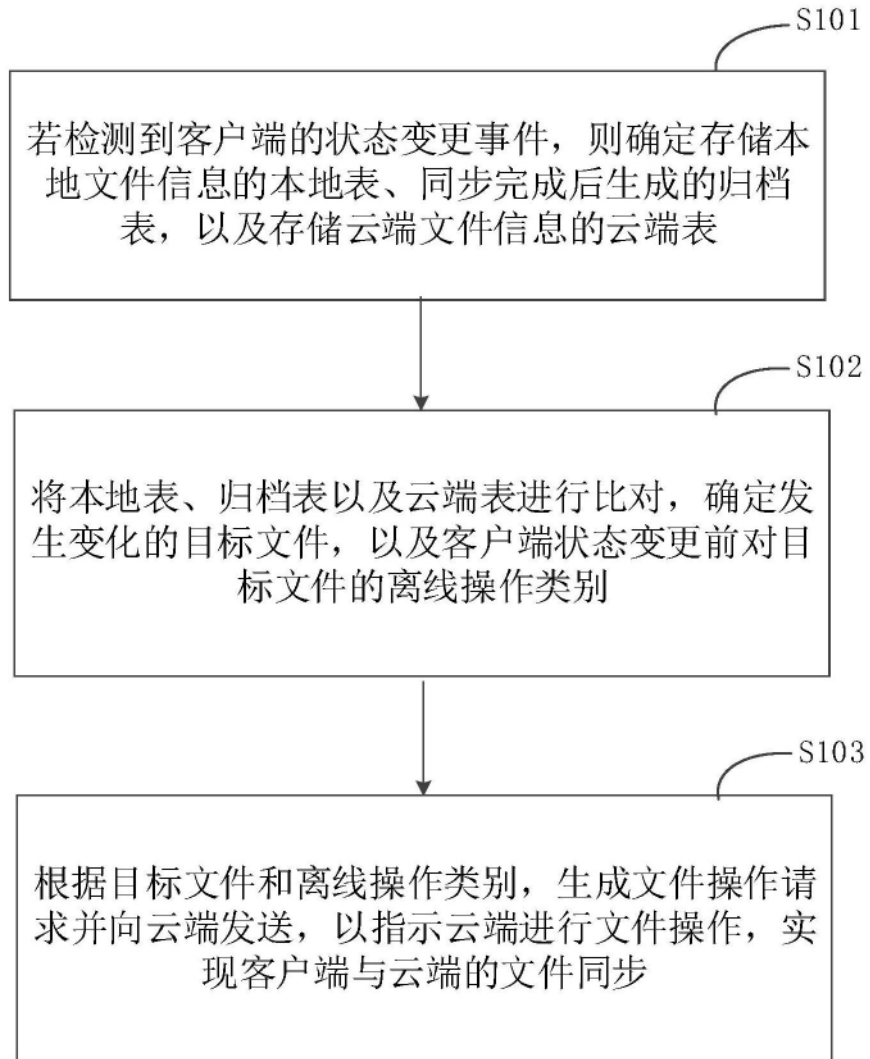 S101
若检测到客户端的状态变更事件，则确定存储本
地文件信息的本地表、同步完成后生成的归档
表，以及存储云端文件信息的云端表
S102
将本地表、归档表以及云端表进行比对，确定发
生变化的目标文件，以及客户端状态变更前对目
标文件的离线操作类别
S103
根据目标文件和离线操作类别，生成文件操作请
求并向云端发送，以指示云端进行文件操作，实
现客户端与云端的文件同步